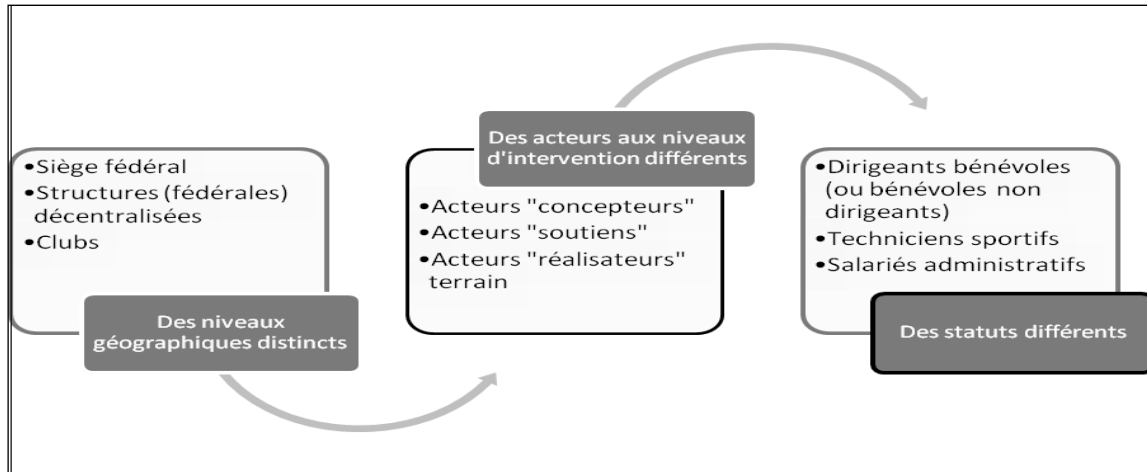 •Siège fédéral
•Structures (fédérales)
décentralisées
•Clubs
Des niveaux
géographiques distincts
Des acteurs aux niveaux
d'intervention différents
•Acteurs "concepteurs"
•Acteurs "soutiens"
•Acteurs "réalisateurs"
terrain
•Dirigeants bénévoles
(ou bénévoles non
dirigeants)
•Techniciens sportifs
•Salariés administratifs
Des statuts différents